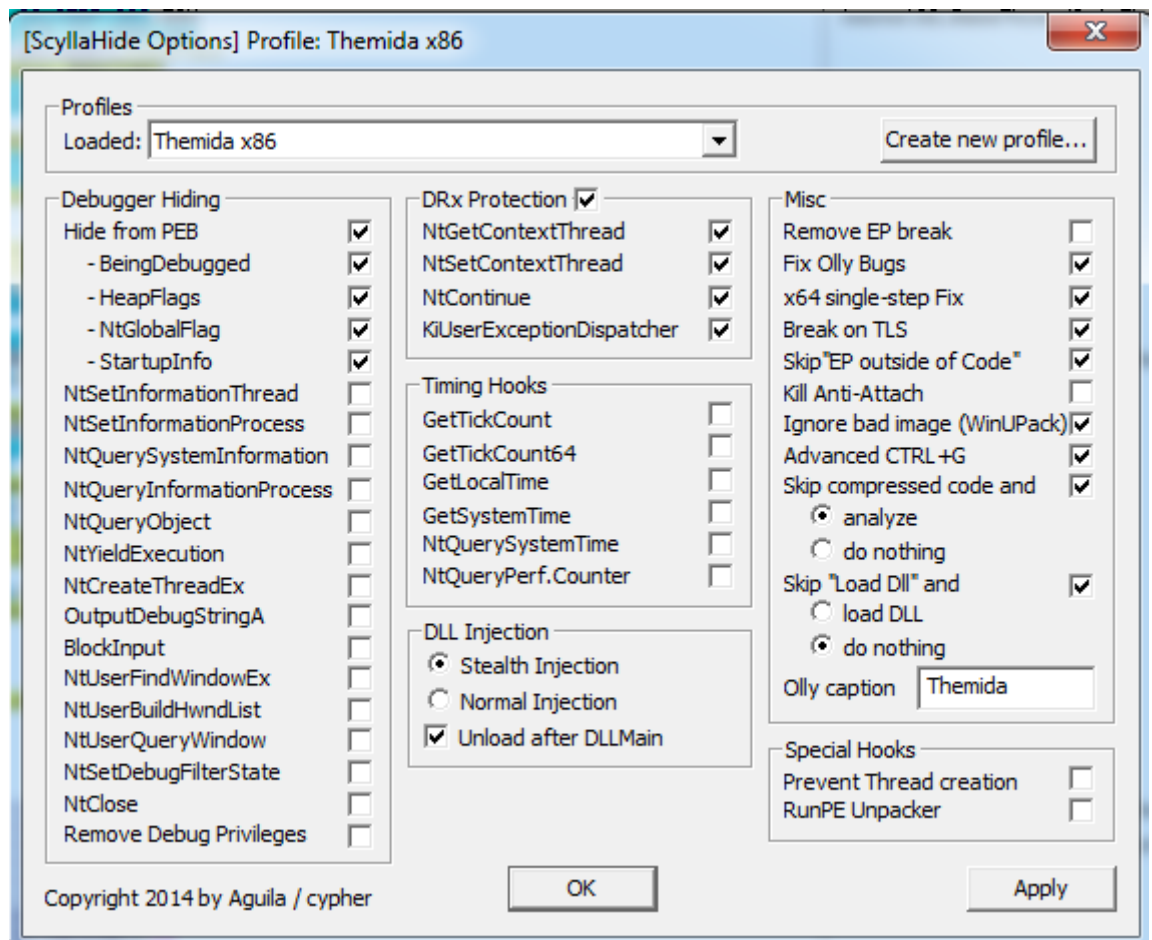 [ScyllaHide Options] Profile: Themida x86
Profiles
Loaded: Themida x86
Create new profile...
Debugger Hiding
Hide from PEB
- BeingDebugged
- HeapFlags
- NtGlobalFlag
- StartupInfo
NtSetInformationThread
NtSetInformationProcess
NtQuerySystemInformation
NtQueryInformationProcess
NtQueryObject
NtYieldExecution
NtCreateThreadEx
OutputDebugStringA
BlockInput
NtUserFindWindowEx
NtUserBuildHwndList
NtUserQueryWindow
NtSetDebugFilterState
NtClose
Remove Debug Privileges
DRx Protection
NtGetContextThread
NtSetContextThread
NtContinue
KiUserExceptionDispatcher
Timing Hooks
GetTickCount
GetTickCount64
GetLocalTime
GetSystemTime
NtQuerySystemTime
NtQueryPerf.Counter
DLL Injection
Stealth Injection
Normal Injection
Unload after DLLMain
Misc
Remove EP break
Fix Olly Bugs
x64 single-step Fix
Break on TLS
Skip"EP outside of Code"
Kill Anti-Attach
Ignore bad image (WinUPack)
Advanced CTRL+G
Skip compressed code and
analyze
do nothing
Skip "Load Dll" and
load DLL
do nothing
Olly caption Themida
Special Hooks
Prevent Thread creation
RunPE Unpacker
Copyright 2014 by Aguila / cypher
OK
Apply